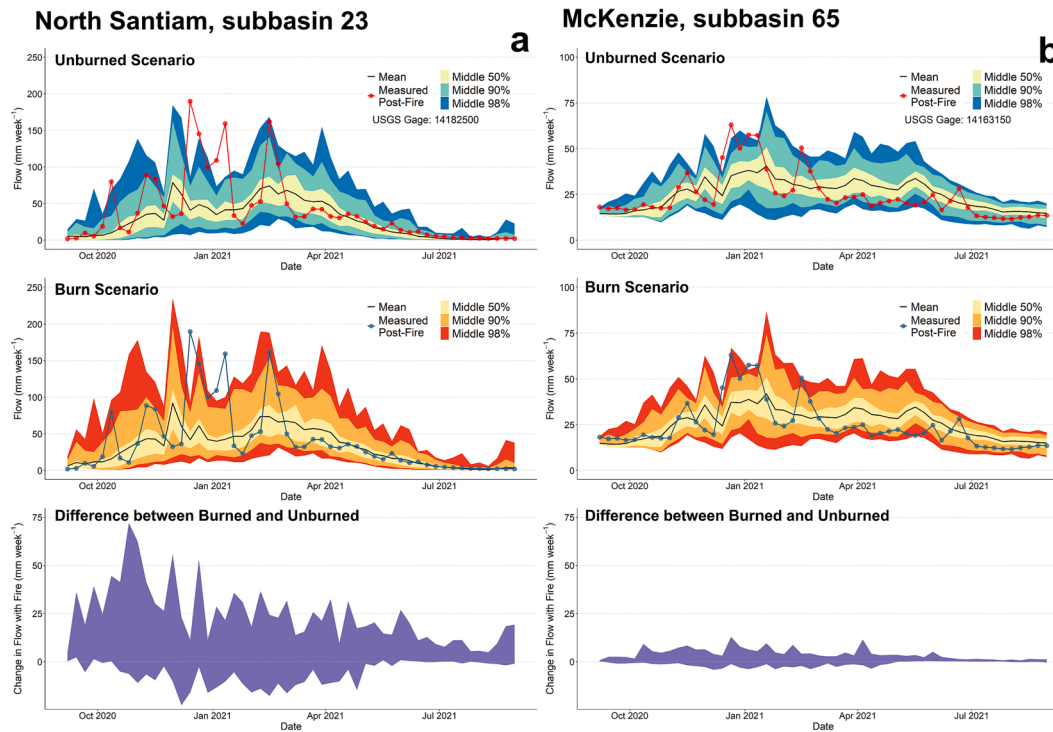 North Santiam, subbasin 23
a
Unburned Scenario
Mean
Measured
Post-Fire
Middle 50%
Middle 90%
Middle 98%
USGS Gage: 14182500
Flow (mm week⁻¹)
250
200
150
100
50
0
Oct 2020
Jan 2021
Apr 2021
Jul 2021
Date
Burn Scenario
Mean
Measured
Post-Fire
Middle 50%
Middle 90%
Middle 98%
Flow (mm week⁻¹)
250
200
150
100
50
0
Oct 2020
Jan 2021
Apr 2021
Jul 2021
Date
Difference between Burned and Unburned
Change in Flow with Fire (mm week⁻¹)
75
50
25
0
Oct 2020
Jan 2021
Apr 2021
Jul 2021
Date
McKenzie, subbasin 65
b
Unburned Scenario
Mean
Measured
Post-Fire
Middle 50%
Middle 90%
Middle 98%
USGS Gage: 14163150
Flow (mm week⁻¹)
100
75
50
25
0
Oct 2020
Jan 2021
Apr 2021
Jul 2021
Date
Burn Scenario
Mean
Measured
Post-Fire
Middle 50%
Middle 90%
Middle 98%
Flow (mm week⁻¹)
100
75
50
25
0
Oct 2020
Jan 2021
Apr 2021
Jul 2021
Date
Difference between Burned and Unburned
Change in Flow with Fire (mm week⁻¹)
75
50
25
0
Oct 2020
Jan 2021
Apr 2021
Jul 2021
Date